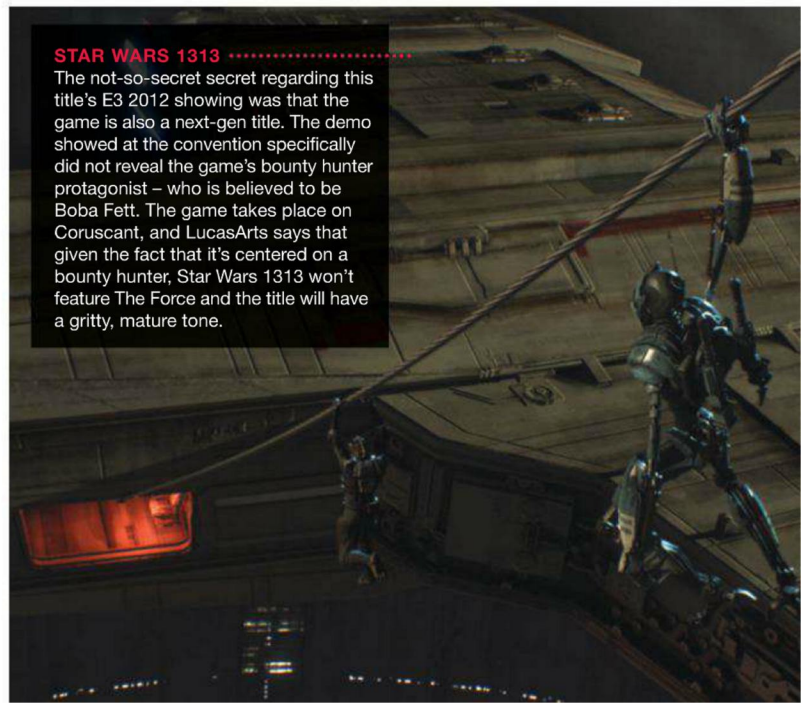 STAR WARS 1313
The not-so-secret secret regarding this
title's E3 2012 showing was that the
game is also a next-gen title. The demo
showed at the convention specifically
did not reveal the game's bounty hunter
protagonist – who is believed to be
Boba Fett. The game takes place on
Coruscant, and LucasArts says that
given the fact that it's centered on a
bounty hunter, Star Wars 1313 won't
feature The Force and the title will have
a gritty, mature tone.